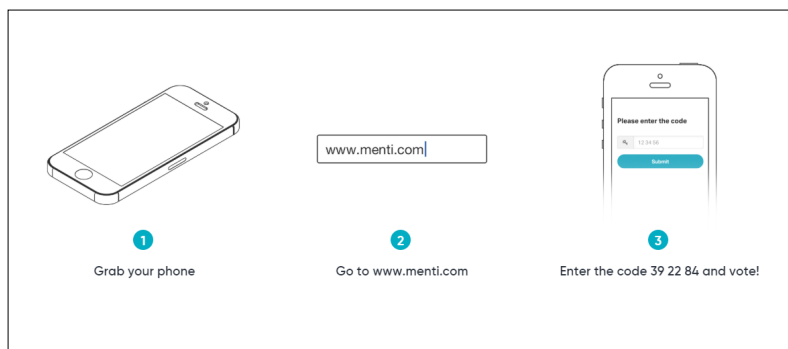 www.menti.com
Please enter the code
12 34 56
Submit
1
2
3
Grab your phone
Go to www.menti.com
Enter the code 39 22 84 and vote!